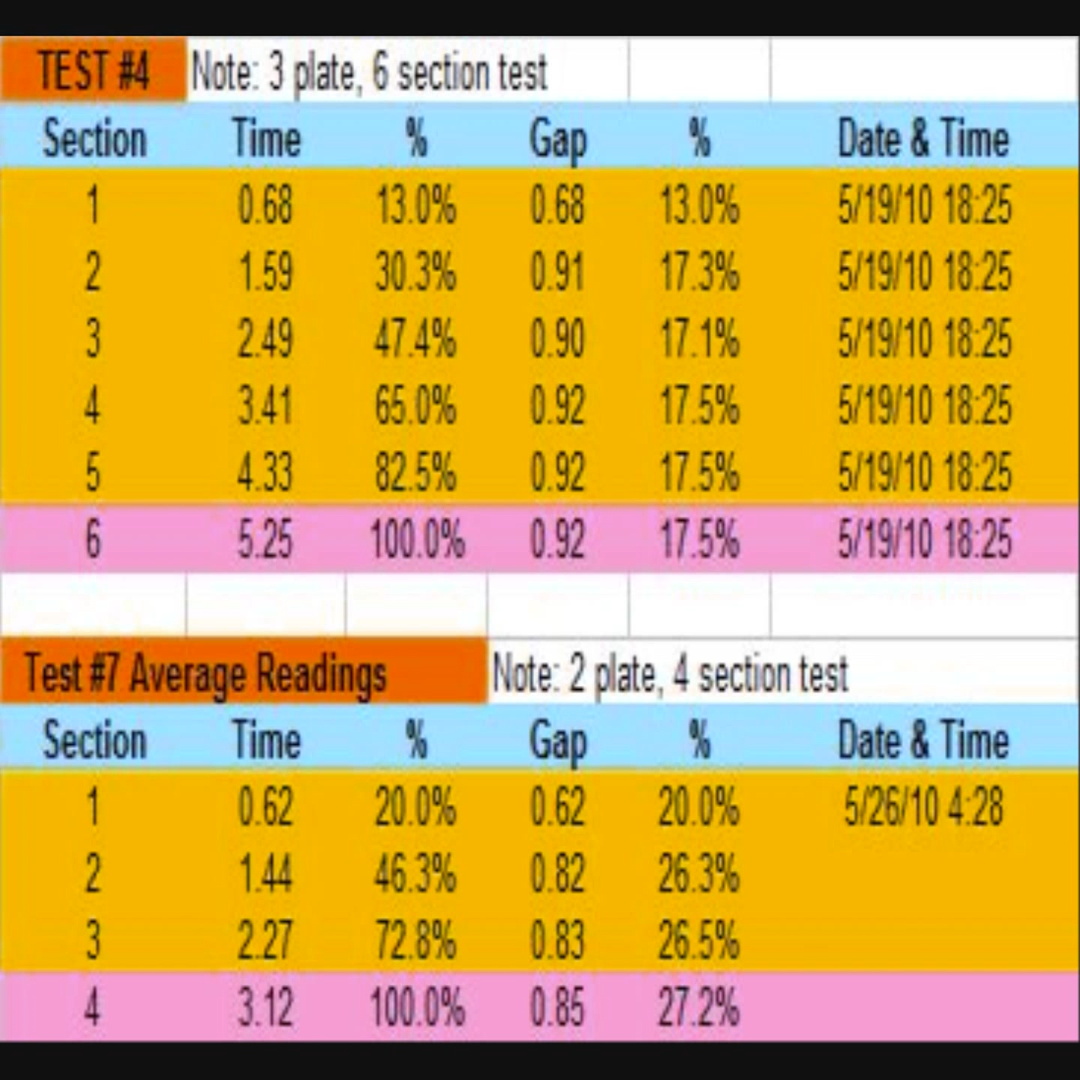 TEST #4 Note: 3 plate, 6 section test
Section Time % Gap % Date & Time
1 0.68 13.0% 0.68 13.0% 5/19/10 18:25
2 1.59 30.3% 0.91 17.3% 5/19/10 18:25
3 2.49 47.4% 0.90 17.1% 5/19/10 18:25
4 3.41 65.0% 0.92 17.5% 5/19/10 18:25
5 4.33 82.5% 0.92 17.5% 5/19/10 18:25
6 5.25 100.0% 0.92 17.5% 5/19/10 18:25
Test #7 Average Readings Note: 2 plate, 4 section test
Section Time % Gap % Date & Time
1 0.62 20.0% 0.62 20.0% 5/26/10 4:28
2 1.44 46.3% 0.82 26.3%
3 2.27 72.8% 0.83 26.5%
4 3.12 100.0% 0.85 27.2%